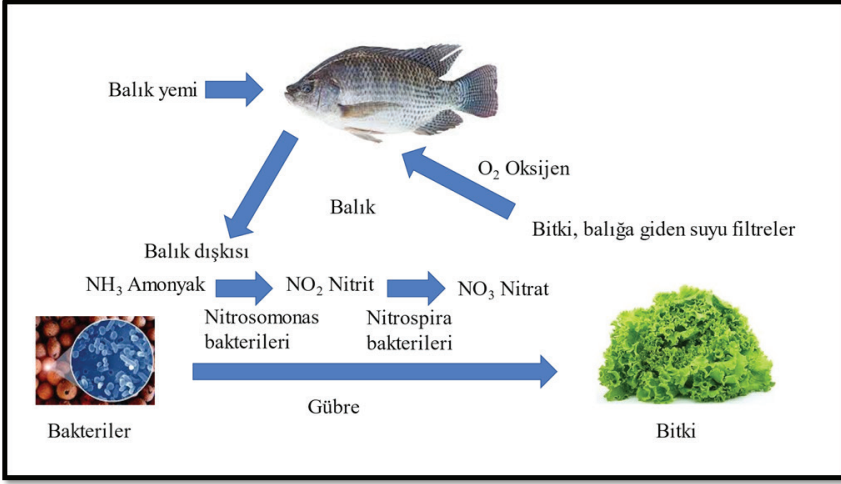 Balık yemi
O₂ Oksijen
Balık
Bitki, balığa giden suyu filtreler
Balık dışkısı
NH₃ Amonyak
NO₂ Nitrit
NO₃ Nitrat
Nitrosomonas
bakterileri
Nitrospira
bakterileri
Gübre
Bakteriler
Bitki